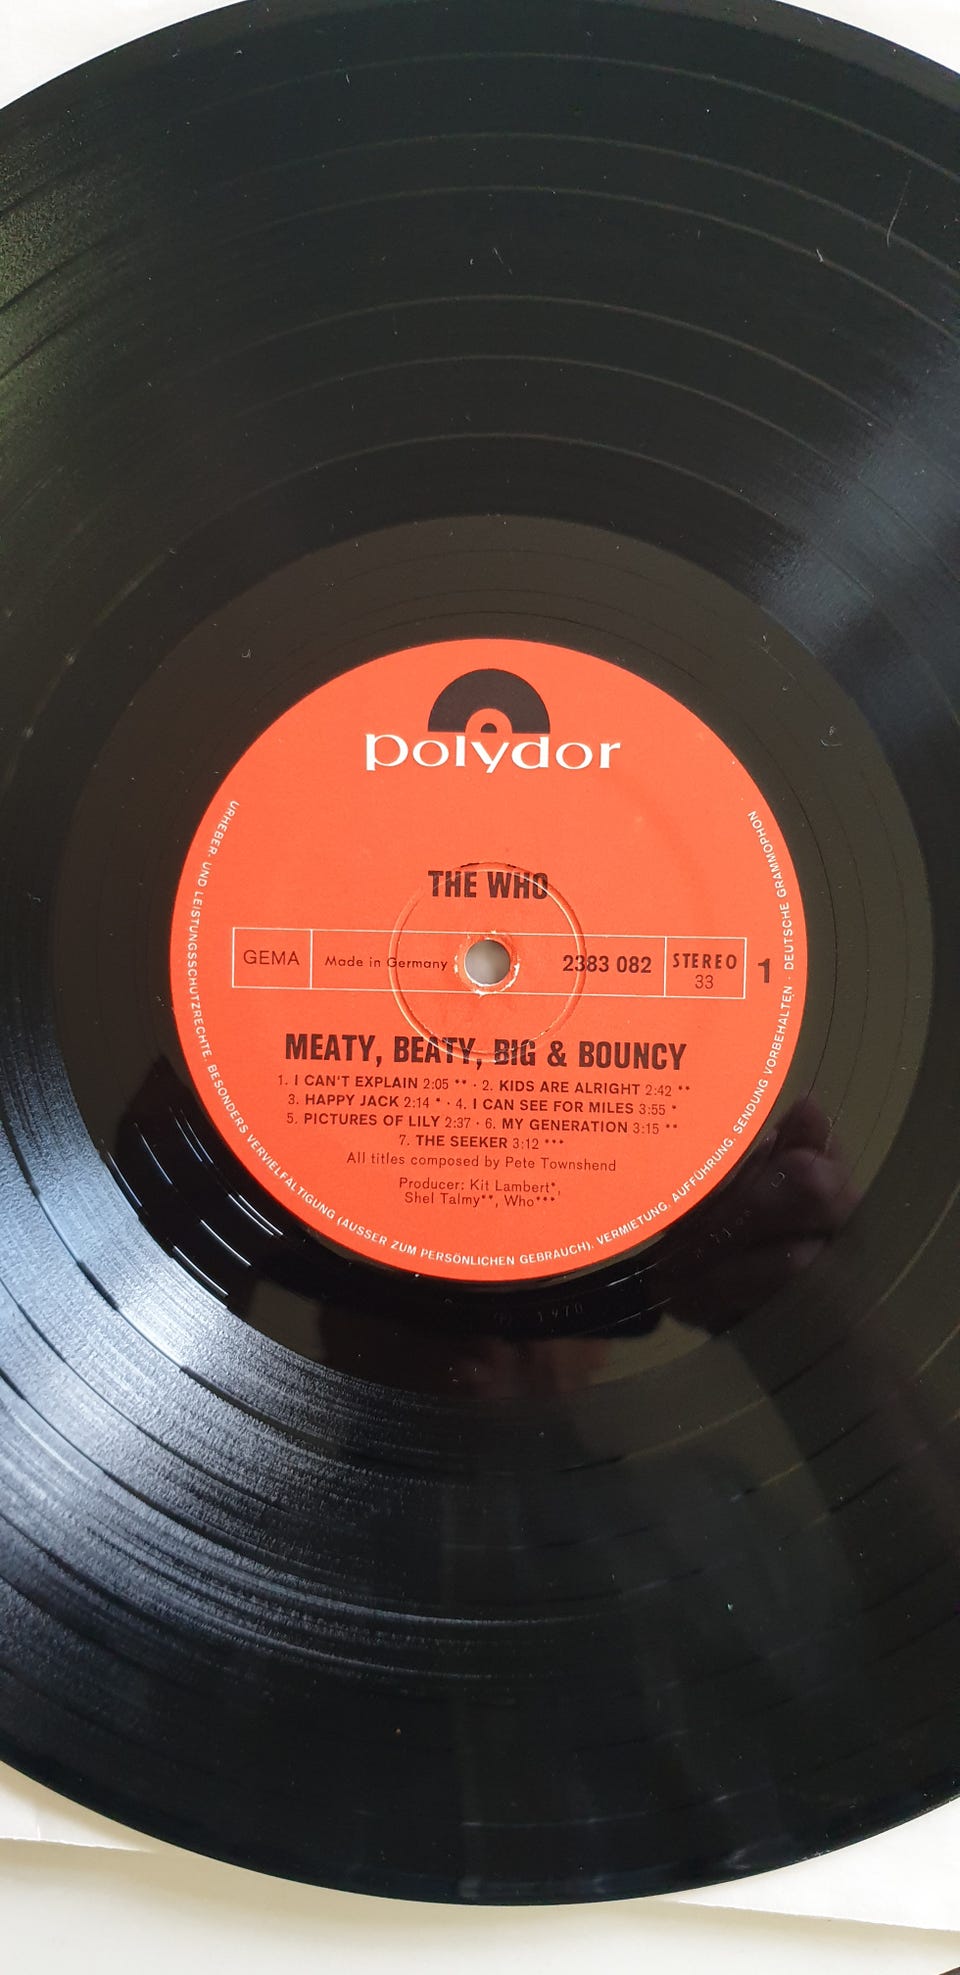 polydor
THE WHO
GEMA
Made in Germany
2383 082
STEREO
33
1
MEATY, BEATY, BIG & BOUNCY
1. I CAN'T EXPLAIN 2:05 ** · 2. KIDS ARE ALRIGHT 2:42 **
3. HAPPY JACK 2:14 * · 4. I CAN SEE FOR MILES 3:55 *
5. PICTURES OF LILY 2:37 · 6. MY GENERATION 3:15 **
7. THE SEEKER 3:12 ***
All titles composed by Pete Townshend
Producer: Kit Lambert*,
Shel Talmy**, Who***
URHEBER- UND LEISTUNGSSCHUTZRECHTE, BESONDERS VERVIELFÄLTIGUNG (AUSSER ZUM PERSÖNLICHEN GEBRAUCH), VERMIETUNG, AUFFÜHRUNG, SENDUNG VORBEHALTEN · DEUTSCHE GRAMMOPHON
1970